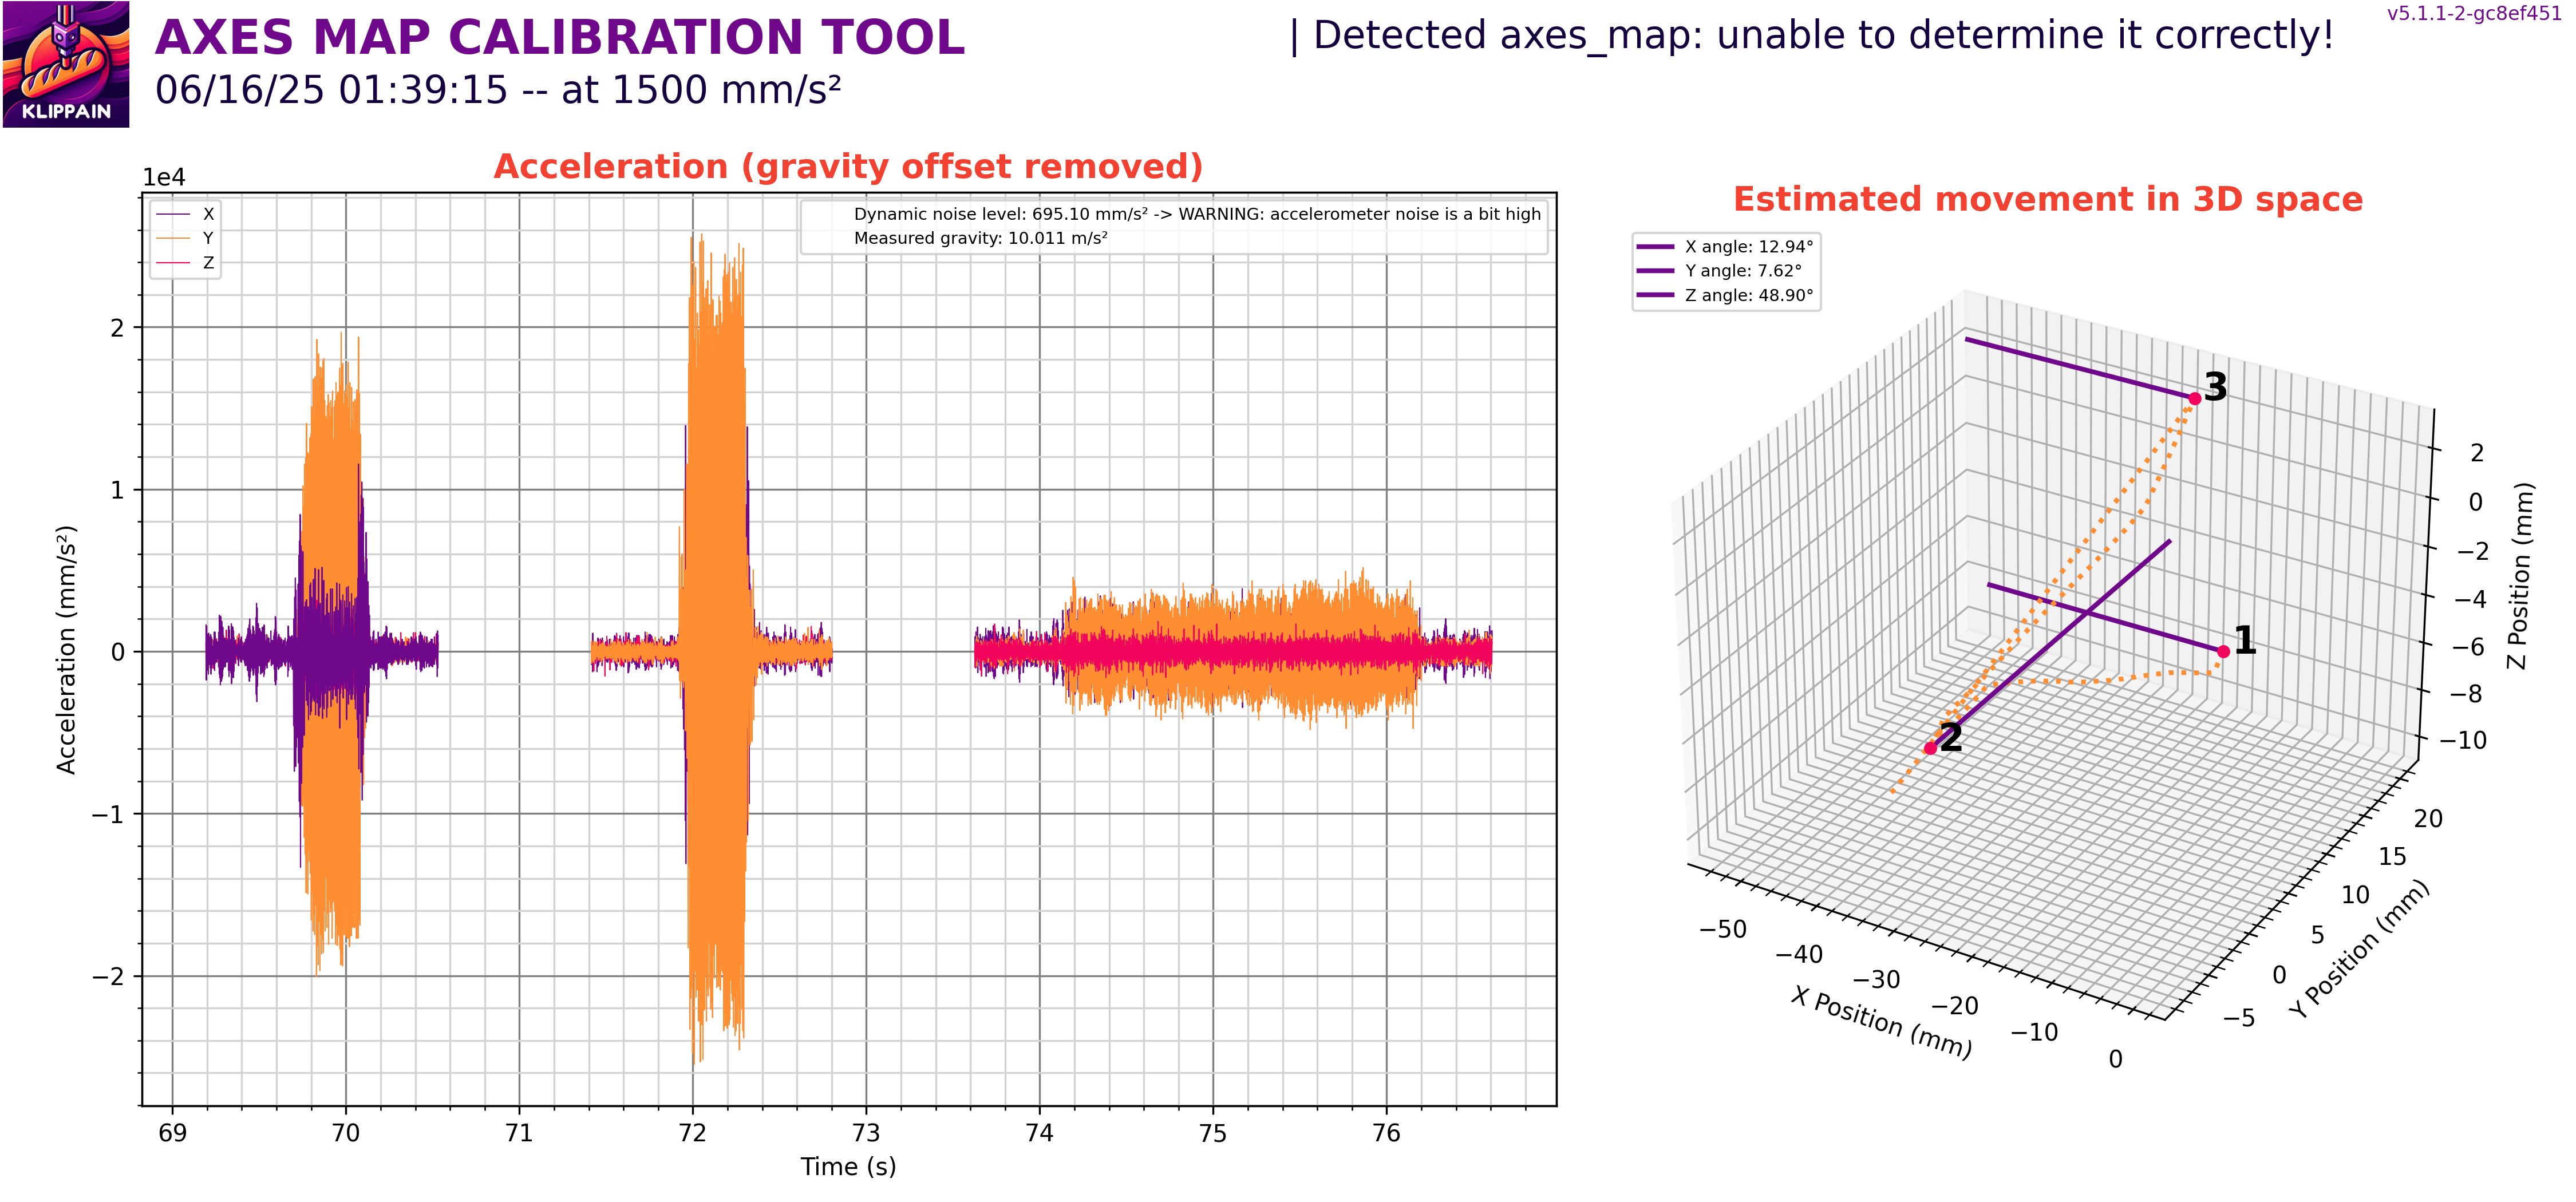 KLIPPAIN
AXES MAP CALIBRATION TOOL
06/16/25 01:39:15 -- at 1500 mm/s²
| Detected axes_map: unable to determine it correctly!
v5.1.1-2-gc8ef451
Acceleration (gravity offset removed)
1e4
X
Y
Z
Dynamic noise level: 695.10 mm/s² -> WARNING: accelerometer noise is a bit high
Measured gravity: 10.011 m/s²
2
1
0
−1
−2
Acceleration (mm/s²)
69 70 71 72 73 74 75 76
Time (s)
Estimated movement in 3D space
X angle: 12.94°
Y angle: 7.62°
Z angle: 48.90°
3
1
2
2
0
−2
−4
−6
−8
−10
Z Position (mm)
20
15
10
5
0
−5
Y Position (mm)
−50
−40
−30
−20
−10
0
X Position (mm)